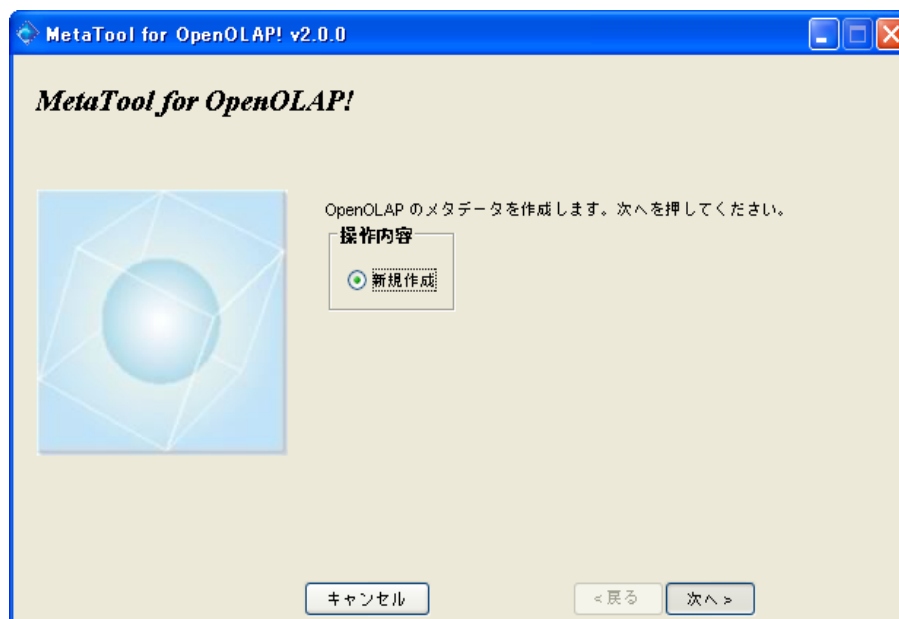 MetaTool for OpenOLAP! v2.0.0
MetaTool for OpenOLAP!
OpenOLAP のメタデータを作成します。次へを押してください。
操作内容
新規作成
キャンセル
<戻る
次へ>